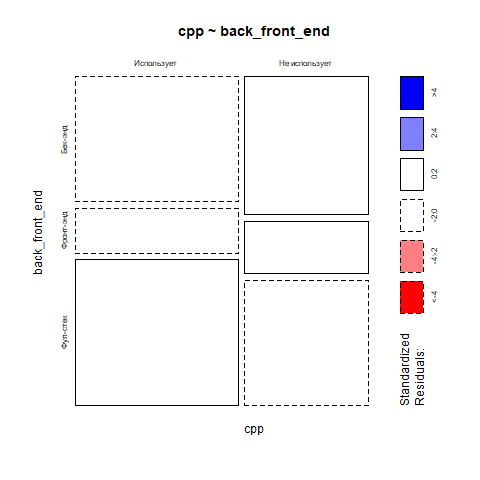 cpp ~ back_front_end
Использует
Не использует
Бек-энд
Фронт-энд
Фул-стек
back_front_end
cpp
>4
2:4
0:2
-2:0
-4:-2
<-4
Standardized
Residuals: